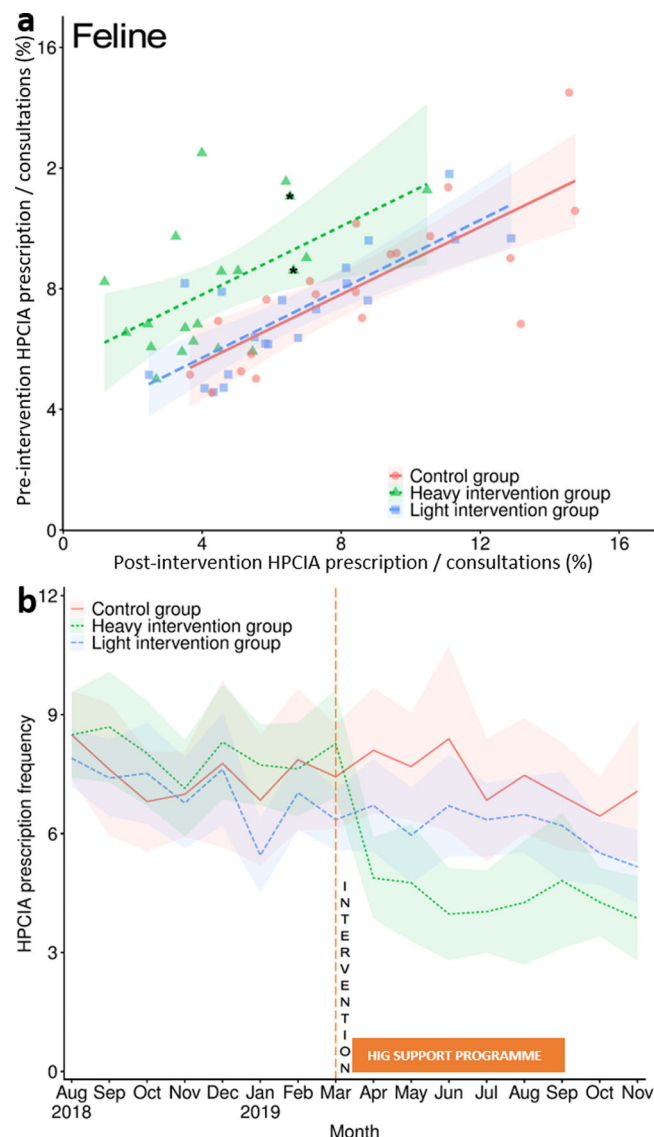 a
Feline
Pre-intervention HPCIA prescription / consultations (%)
16
2
8
4
0
Control group
Heavy intervention group
Light intervention group
0 4 8 12 16
Post-intervention HPCIA prescription / consultations (%)
b
12
Control group
Heavy intervention group
Light intervention group
9
HPCIA prescription frequency
6
3
0
INTERVENTION
HIG SUPPORT PROGRAMME
Aug Sep Oct Nov Dec Jan Feb Mar Apr May Jun Jul Aug Sep Oct Nov
2018 2019
Month